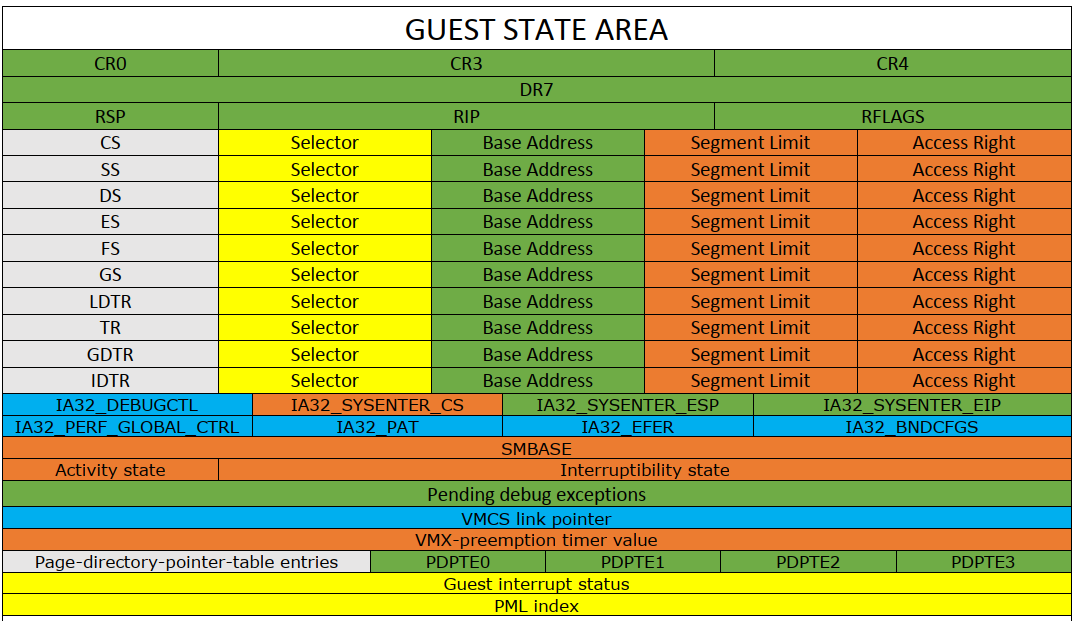 GUEST STATE AREA
CR0 CR3 CR4
DR7
RSP RIP RFLAGS
CS Selector Base Address Segment Limit Access Right
SS Selector Base Address Segment Limit Access Right
DS Selector Base Address Segment Limit Access Right
ES Selector Base Address Segment Limit Access Right
FS Selector Base Address Segment Limit Access Right
GS Selector Base Address Segment Limit Access Right
LDTR Selector Base Address Segment Limit Access Right
TR Selector Base Address Segment Limit Access Right
GDTR Selector Base Address Segment Limit Access Right
IDTR Selector Base Address Segment Limit Access Right
IA32_DEBUGCTL IA32_SYSENTER_CS IA32_SYSENTER_ESP IA32_SYSENTER_EIP
IA32_PERF_GLOBAL_CTRL IA32_PAT IA32_EFER IA32_BNDCFGS
SMBASE
Activity state Interruptibility state
Pending debug exceptions
VMCS link pointer
VMX-preemption timer value
Page-directory-pointer-table entries PDPTE0 PDPTE1 PDPTE2 PDPTE3
Guest interrupt status
PML index